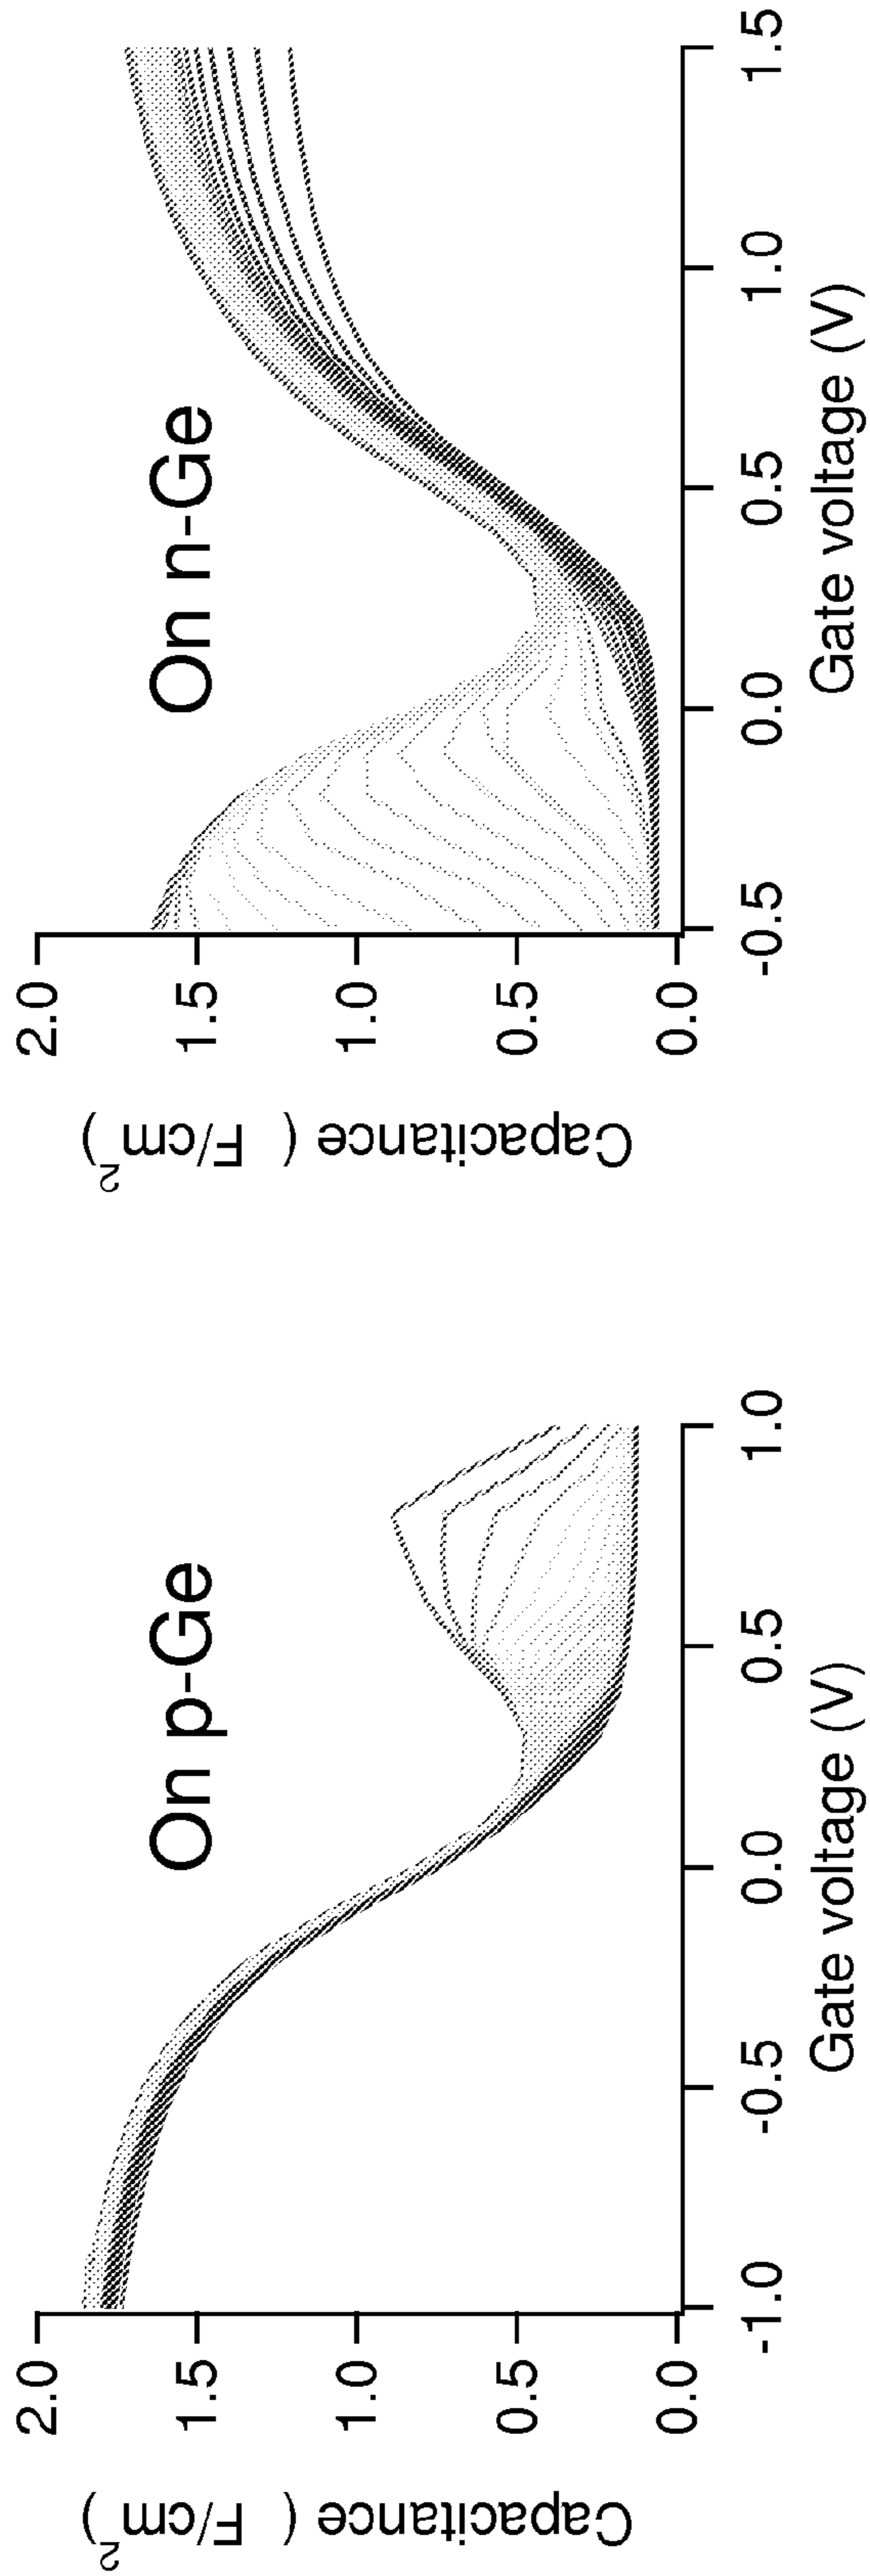 On p-Ge
Capacitance ( F/cm2)
2.0
1.5
1.0
0.5
0.0
-1.0 -0.5 0.0 0.5 1.0
Gate voltage (V)
On n-Ge
Capacitance ( F/cm2)
2.0
1.5
1.0
0.5
0.0
-0.5 0.0 0.5 1.0 1.5
Gate voltage (V)